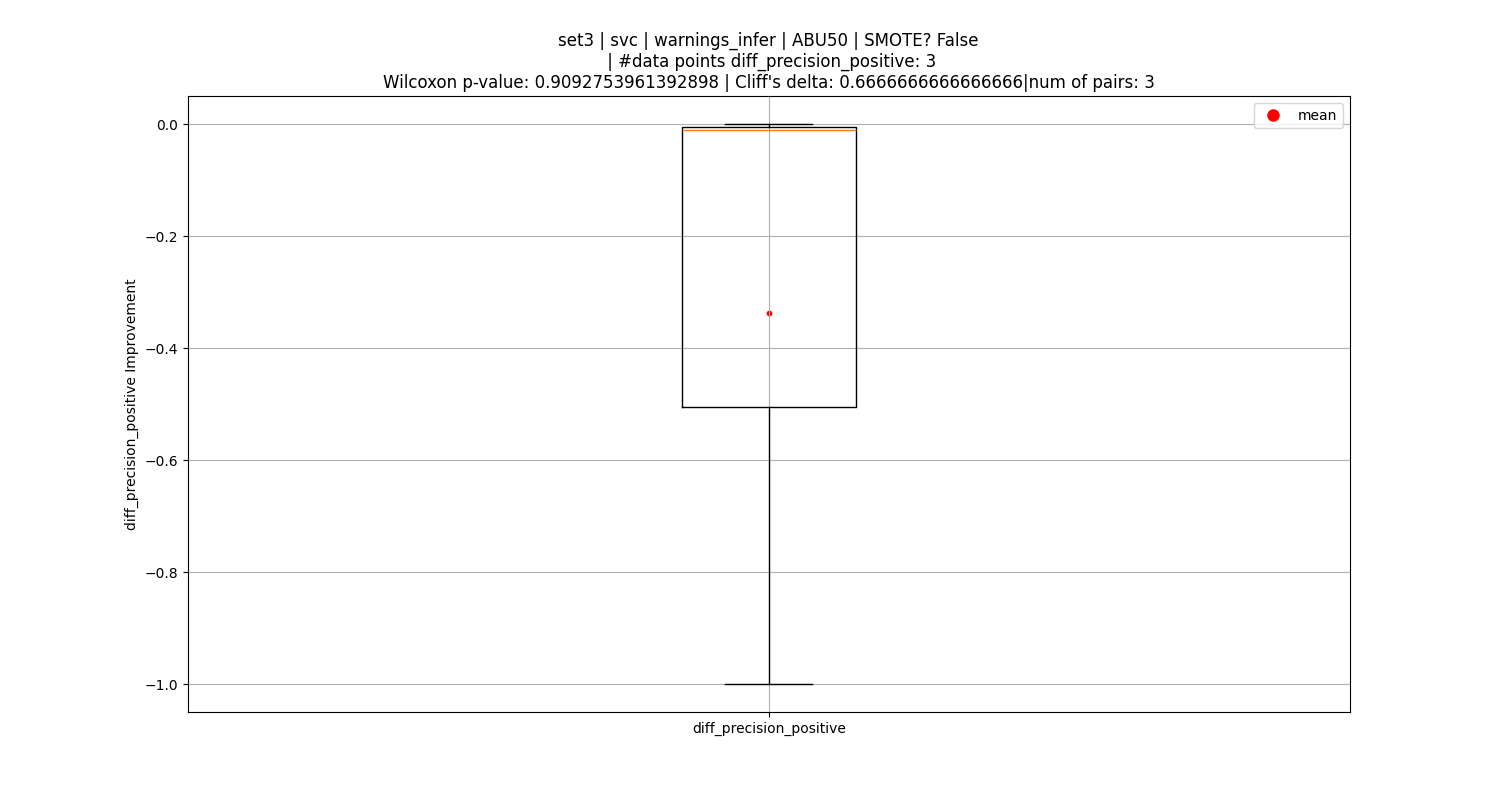 set3 | svc | warnings_infer | ABU50 | SMOTE? False
| #data points diff_precision_positive: 3
Wilcoxon p-value: 0.9092753961392898 | Cliff's delta: 0.6666666666666666|num of pairs: 3
mean
0.0
−0.2
−0.4
−0.6
−0.8
−1.0
diff_precision_positive Improvement
diff_precision_positive